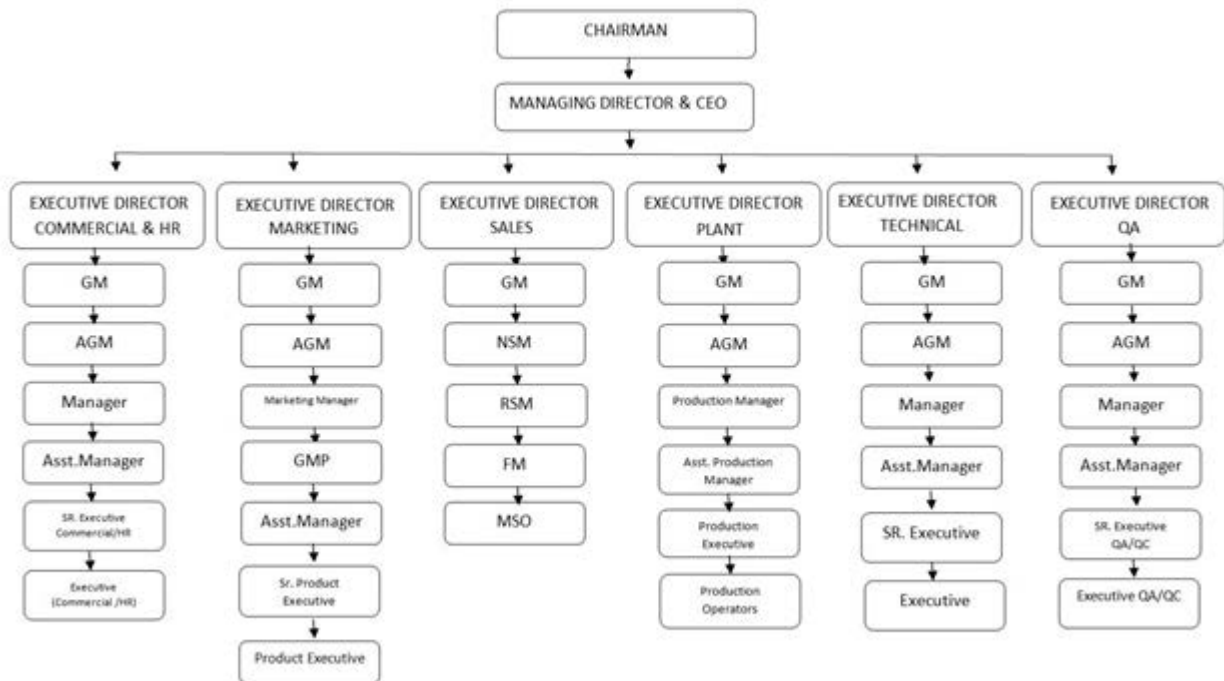 CHAIRMAN
MANAGING DIRECTOR & CEO
EXECUTIVE DIRECTOR
COMMERCIAL & HR
GM
AGM
Manager
Asst.Manager
SR. Executive
Commercial/HR
Executive
(Commercial /HR)
EXECUTIVE DIRECTOR
MARKETING
GM
AGM
Marketing Manager
GMP
Asst.Manager
Sr. Product
Executive
Product Executive
EXECUTIVE DIRECTOR
SALES
GM
NSM
RSM
FM
MSO
EXECUTIVE DIRECTOR
PLANT
GM
AGM
Production Manager
Asst. Production
Manager
Production
Executive
Production
Operators
EXECUTIVE DIRECTOR
TECHNICAL
GM
AGM
Manager
Asst.Manager
SR. Executive
Executive
EXECUTIVE DIRECTOR
QA
GM
AGM
Manager
Asst.Manager
SR. Executive
QA/QC
Executive QA/QC